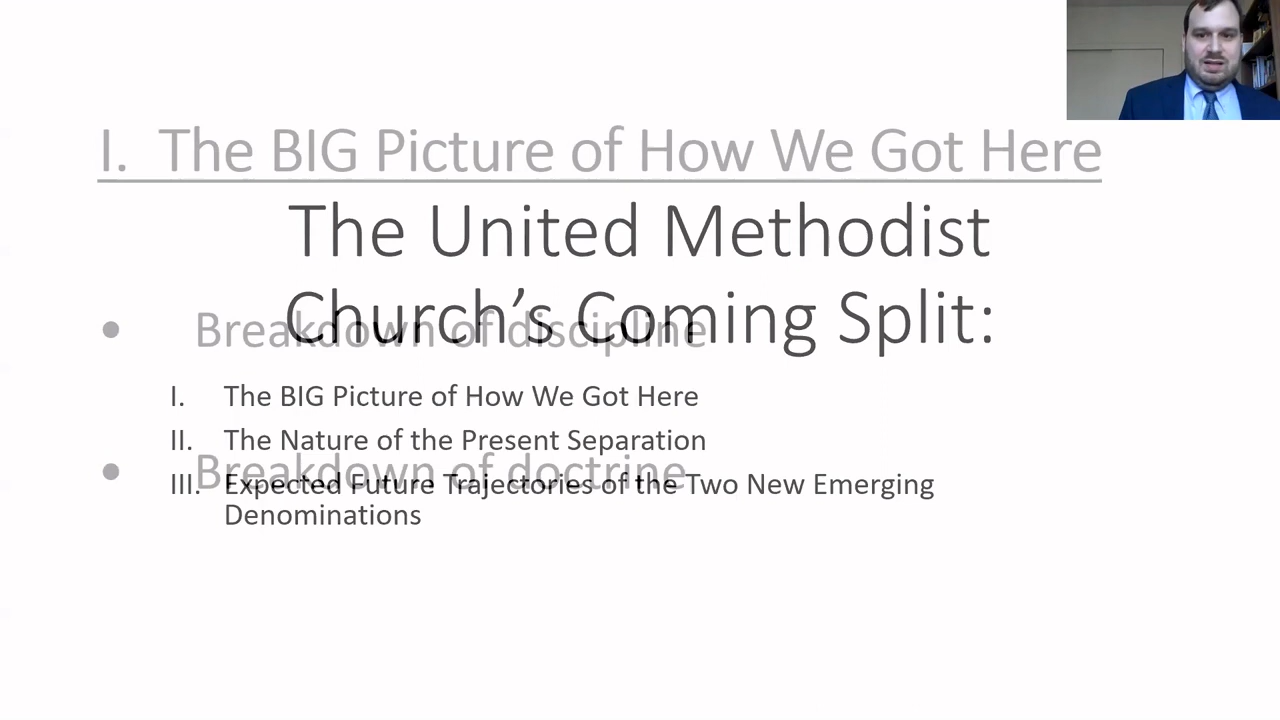 I. The BIG Picture of How We Got Here
The United Methodist
Church’s Coming Split:
• Breakdown of discipline
I. The BIG Picture of How We Got Here
II. The Nature of the Present Separation
• Breakdown of doctrine
III. Expected Future Trajectories of the Two New Emerging
Denominations